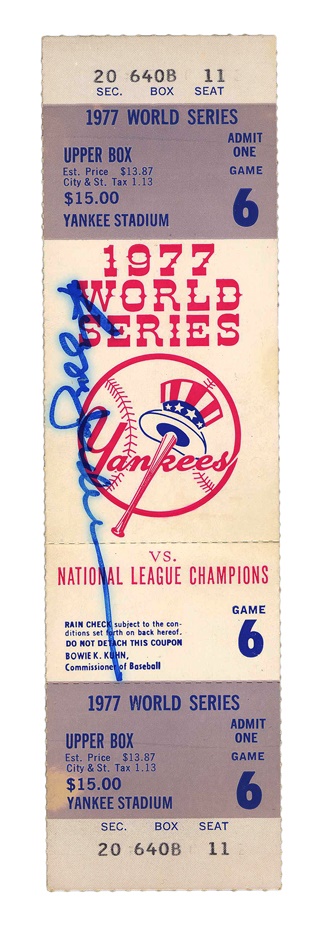 20 640B 11
SEC. BOX SEAT
1977 WORLD SERIES
UPPER BOX
Est. Price $13.87
City & St. Tax 1.13
$15.00
YANKEE STADIUM
ADMIT
ONE
GAME
6
1977
WORLD
SERIES
Yankees
VS.
NATIONAL LEAGUE CHAMPIONS
RAIN CHECK subject to the con-
ditions set forth on back hereof.
DO NOT DETACH THIS COUPON
BOWIE K. KUHN,
Commissioner of Baseball
GAME
6
1977 WORLD SERIES
UPPER BOX
Est. Price $13.87
City & St. Tax 1.13
$15.00
YANKEE STADIUM
ADMIT
ONE
GAME
6
SEC. BOX SEAT
20 640B 11